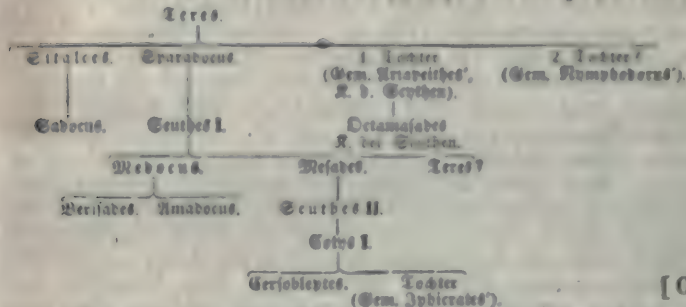 Teres.
Sitalces. Sparadocus. 1. Tochter 2. Tochter?
(Gem. Ariapeithes', (Gem. Nymphodorus').
K. d. Scythen).
Sadocus. Seuthes I. Octamasades
K. der Scythen.
Medocus. Mesades. Teres?
Berisades. Amadocus. Seuthes II.
Cotys I.
Cersobleptes. Tochter
(Gem. Iphicrates').